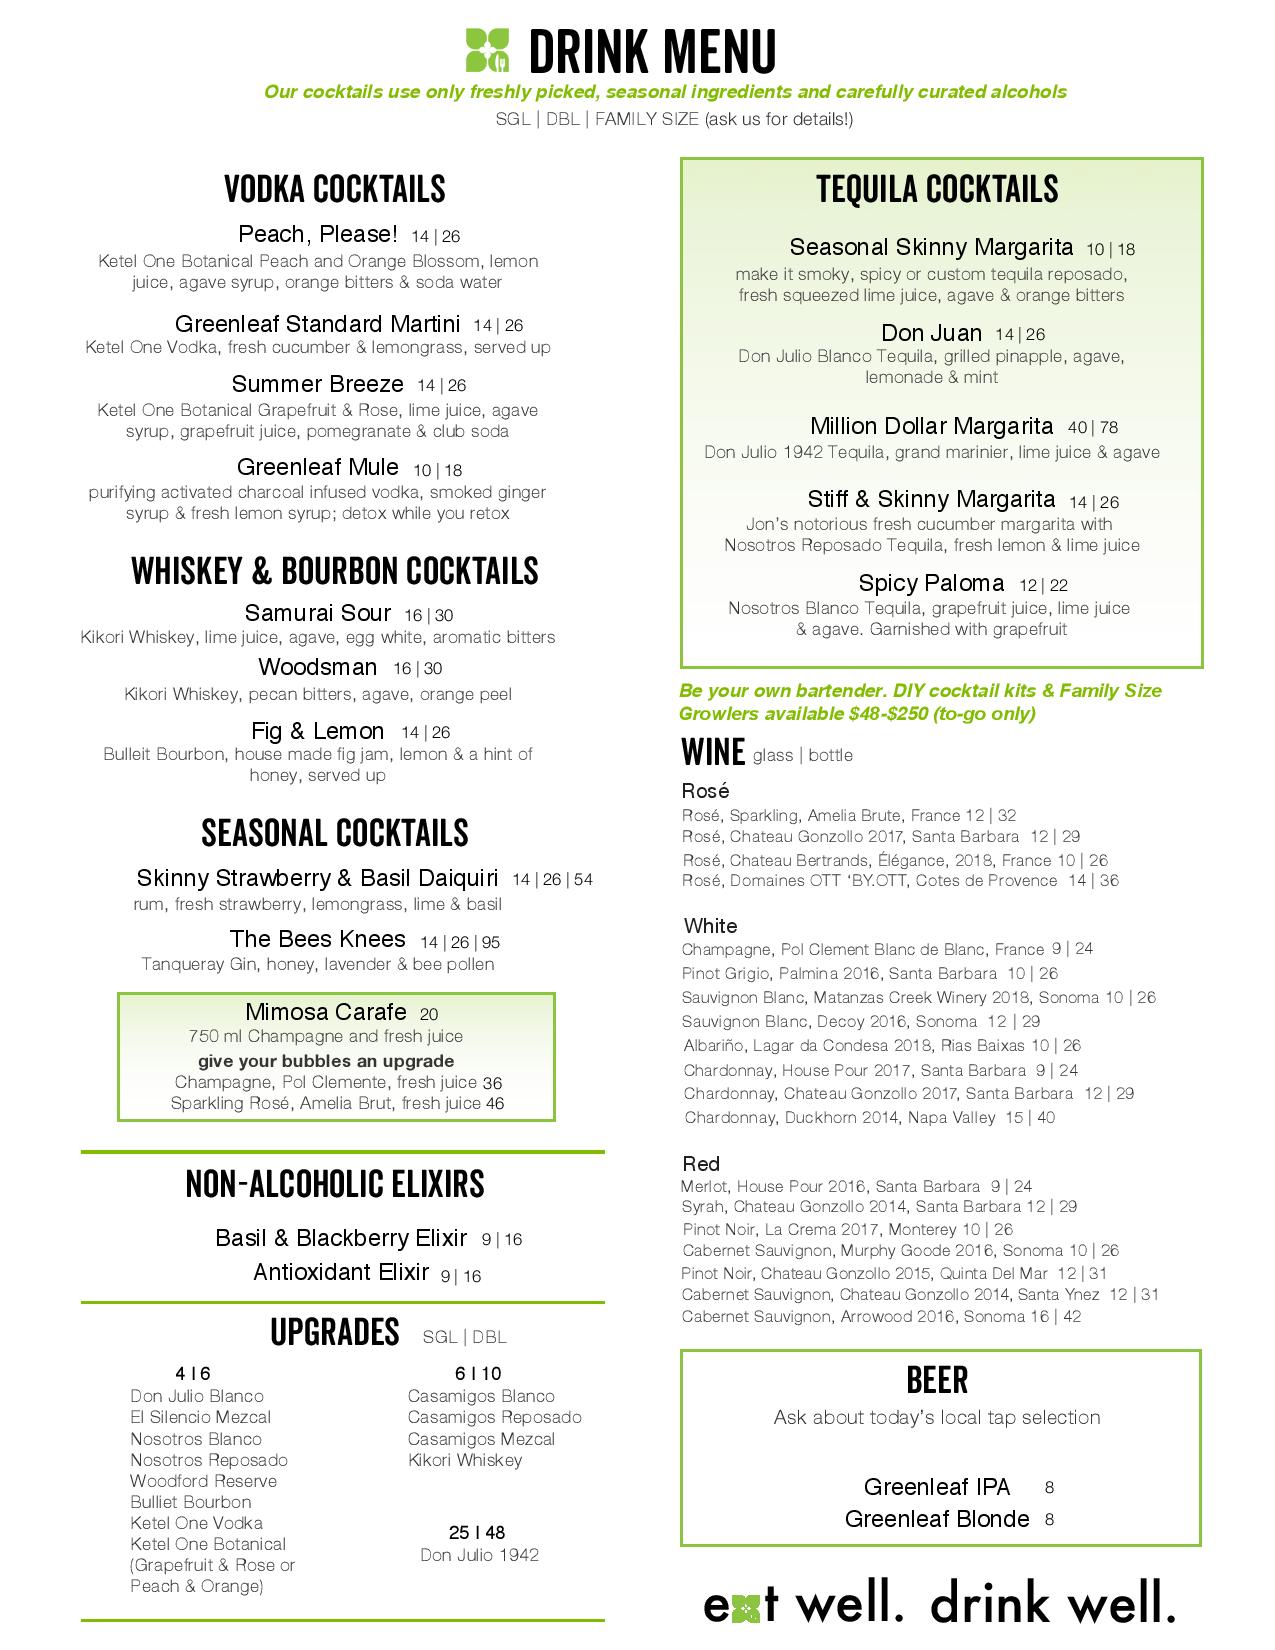 DRINK MENU
Our cocktails use only freshly picked, seasonal ingredients and carefully curated alcohols
SGL | DBL | FAMILY SIZE (ask us for details!)
VODKA COCKTAILS
Peach, Please! 14 | 26
Ketel One Botanical Peach and Orange Blossom, lemon
juice, agave syrup, orange bitters & soda water
Greenleaf Standard Martini 14 | 26
Ketel One Vodka, fresh cucumber & lemongrass, served up
Summer Breeze 14 | 26
Ketel One Botanical Grapefruit & Rose, lime juice, agave
syrup, grapefruit juice, pomegranate & club soda
Greenleaf Mule 10 | 18
purifying activated charcoal infused vodka, smoked ginger
syrup & fresh lemon syrup; detox while you retox
WHISKEY & BOURBON COCKTAILS
Samurai Sour 16 | 30
Kikori Whiskey, lime juice, agave, egg white, aromatic bitters
Woodsman 16 | 30
Kikori Whiskey, pecan bitters, agave, orange peel
Fig & Lemon 14 | 26
Bulleit Bourbon, house made fig jam, lemon & a hint of
honey, served up
SEASONAL COCKTAILS
Skinny Strawberry & Basil Daiquiri 14 | 26 | 54
rum, fresh strawberry, lemongrass, lime & basil
The Bees Knees 14 | 26 | 95
Tanqueray Gin, honey, lavender & bee pollen
Mimosa Carafe 20
750 ml Champagne and fresh juice
give your bubbles an upgrade
Champagne, Pol Clemente, fresh juice 36
Sparkling Rosé, Amelia Brut, fresh juice 46
NON-ALCOHOLIC ELIXIRS
Basil & Blackberry Elixir 9 | 16
Antioxidant Elixir 9 | 16
UPGRADES SGL | DBL
4 I 6
Don Julio Blanco
El Silencio Mezcal
Nosotros Blanco
Nosotros Reposado
Woodford Reserve
Bulliet Bourbon
Ketel One Vodka
Ketel One Botanical
(Grapefruit & Rose or
Peach & Orange)
6 I 10
Casamigos Blanco
Casamigos Reposado
Casamigos Mezcal
Kikori Whiskey
25 I 48
Don Julio 1942
TEQUILA COCKTAILS
Seasonal Skinny Margarita 10 | 18
make it smoky, spicy or custom tequila reposado,
fresh squeezed lime juice, agave & orange bitters
Don Juan 14 | 26
Don Julio Blanco Tequila, grilled pinapple, agave,
lemonade & mint
Million Dollar Margarita 40 | 78
Don Julio 1942 Tequila, grand marinier, lime juice & agave
Stiff & Skinny Margarita 14 | 26
Jon's notorious fresh cucumber margarita with
Nosotros Reposado Tequila, fresh lemon & lime juice
Spicy Paloma 12 | 22
Nosotros Blanco Tequila, grapefruit juice, lime juice
& agave. Garnished with grapefruit
Be your own bartender. DIY cocktail kits & Family Size
Growlers available $48-$250 (to-go only)
WINE glass | bottle
Rosé
Rosé, Sparkling, Amelia Brute, France 12 | 32
Rosé, Chateau Gonzollo 2017, Santa Barbara 12 | 29
Rosé, Chateau Bertrands, Élégance, 2018, France 10 | 26
Rosé, Domaines OTT ‘BY.OTT, Cotes de Provence 14 | 36
White
Champagne, Pol Clement Blanc de Blanc, France 9 | 24
Pinot Grigio, Palmina 2016, Santa Barbara 10 | 26
Sauvignon Blanc, Matanzas Creek Winery 2018, Sonoma 10 | 26
Sauvignon Blanc, Decoy 2016, Sonoma 12 | 29
Albariño, Lagar da Condesa 2018, Rias Baixas 10 | 26
Chardonnay, House Pour 2017, Santa Barbara 9 | 24
Chardonnay, Chateau Gonzollo 2017, Santa Barbara 12 | 29
Chardonnay, Duckhorn 2014, Napa Valley 15 | 40
Red
Merlot, House Pour 2016, Santa Barbara 9 | 24
Syrah, Chateau Gonzollo 2014, Santa Barbara 12 | 29
Pinot Noir, La Crema 2017, Monterey 10 | 26
Cabernet Sauvignon, Murphy Goode 2016, Sonoma 10 | 26
Pinot Noir, Chateau Gonzollo 2015, Quinta Del Mar 12 | 31
Cabernet Sauvignon, Chateau Gonzollo 2014, Santa Ynez 12 | 31
Cabernet Sauvignon, Arrowood 2016, Sonoma 16 | 42
BEER
Ask about today's local tap selection
Greenleaf IPA 8
Greenleaf Blonde 8
eat well. drink well.